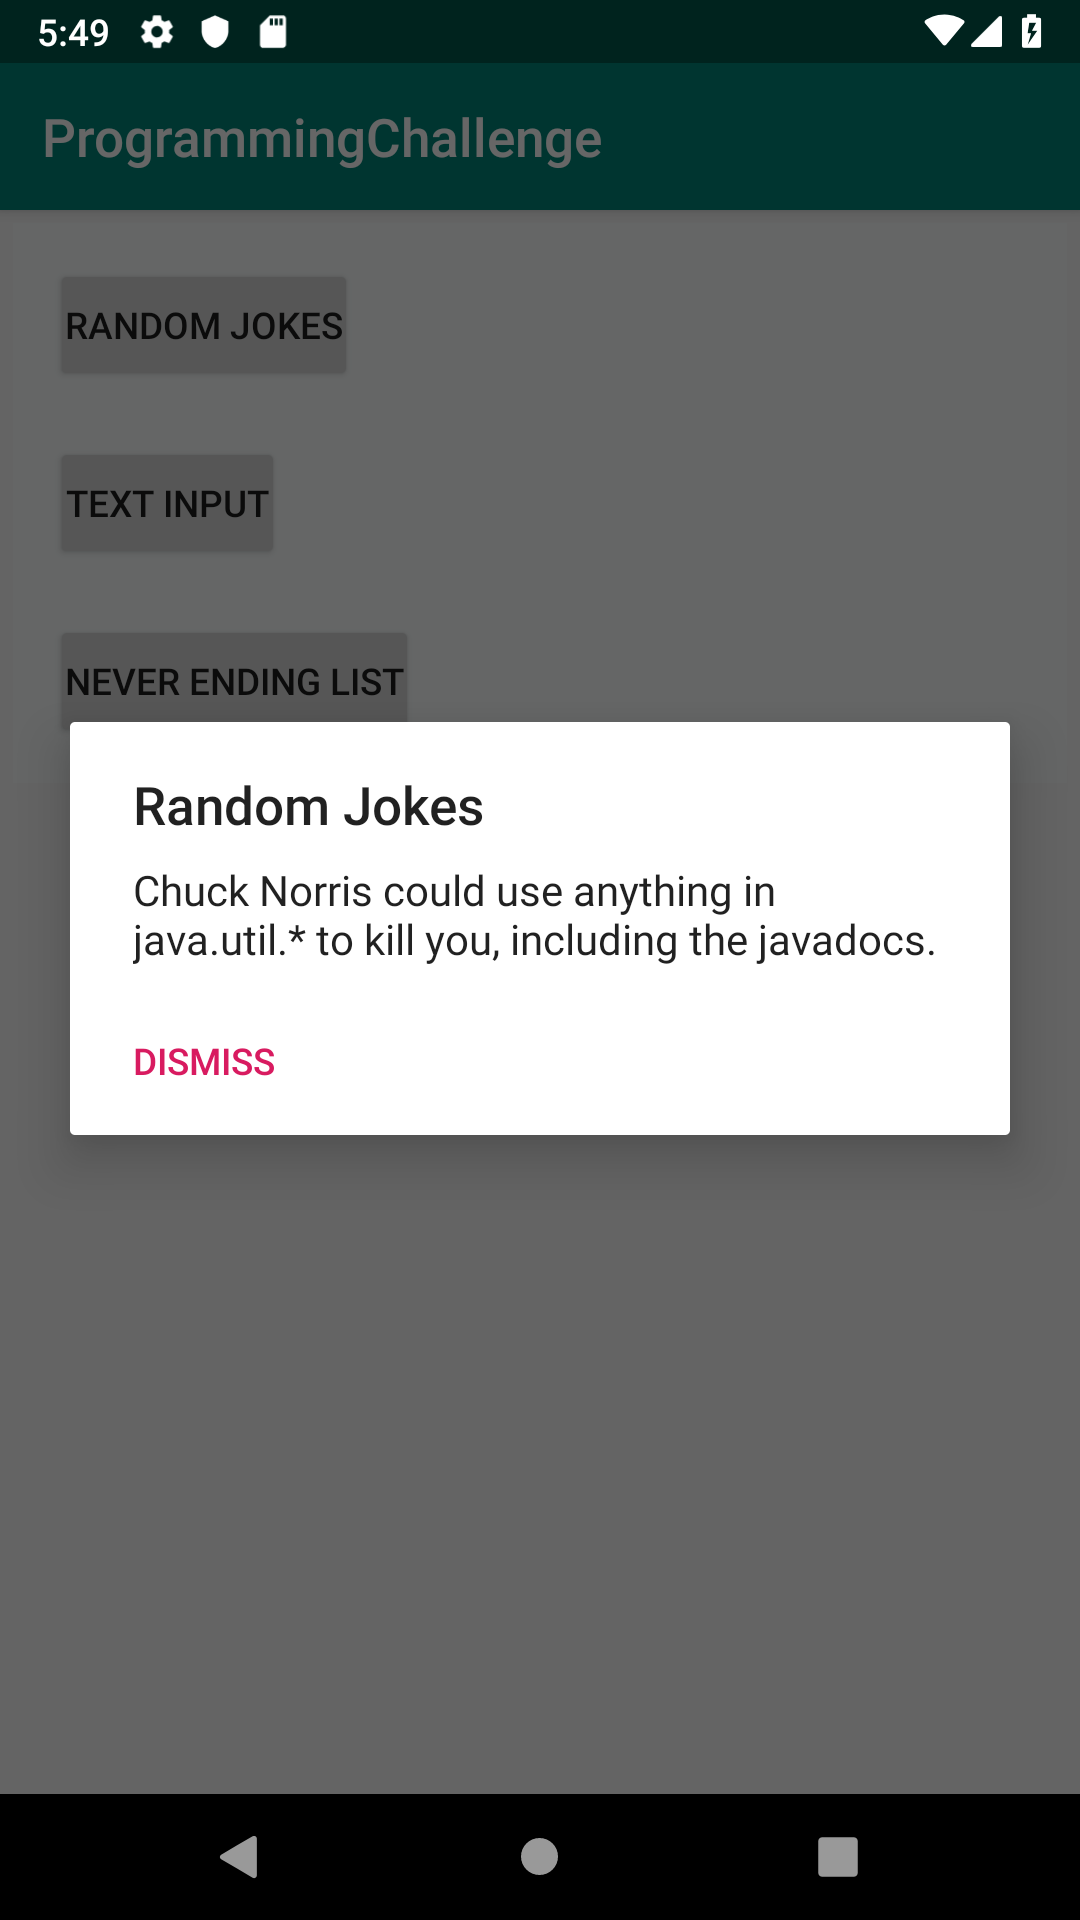 5:49
ProgrammingChallenge
RANDOM JOKES
TEXT INPUT
NEVER ENDING LIST
Random Jokes
Chuck Norris could use anything in
java.util.* to kill you, including the javadocs.
DISMISS